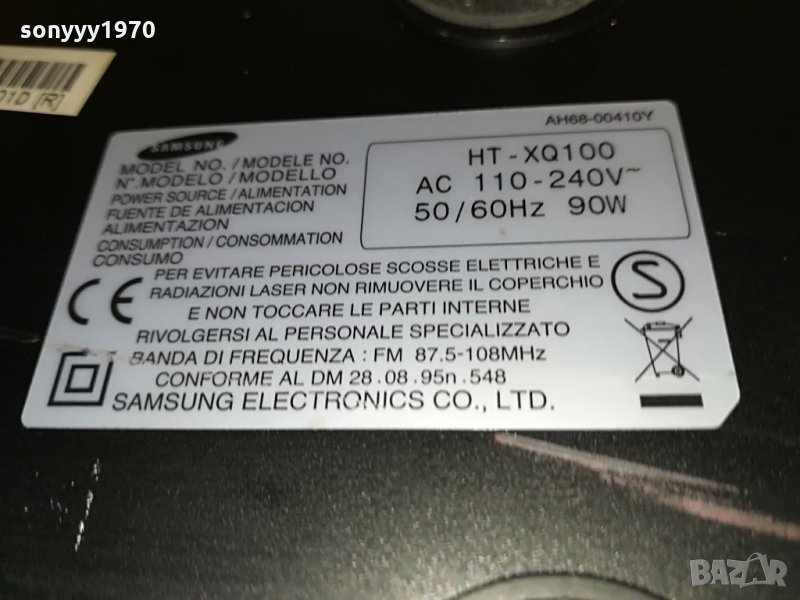 sonyyy1970
01D [R]
AH68-00410Y
SAMSUNG
MODEL NO. / MODELE NO.
N°. MODELO / MODELLO
POWER SOURCE / ALIMENTATION
FUENTE DE ALIMENTACION
ALIMENTAZION
CONSUMPTION / CONSOMMATION
CONSUMO
HT-XQ100
AC 110-240V~
50/60Hz 90W
PER EVITARE PERICOLOSE SCOSSE ELETTRICHE E
RADIAZIONI LASER NON RIMUOVERE IL COPERCHIO
E NON TOCCARE LE PARTI INTERNE
RIVOLGERSI AL PERSONALE SPECIALIZZATO
BANDA DI FREQUENZA : FM 87.5-108MHz
CONFORME AL DM 28.08.95n.548
SAMSUNG ELECTRONICS CO., LTD.
CE
S
BAZAR